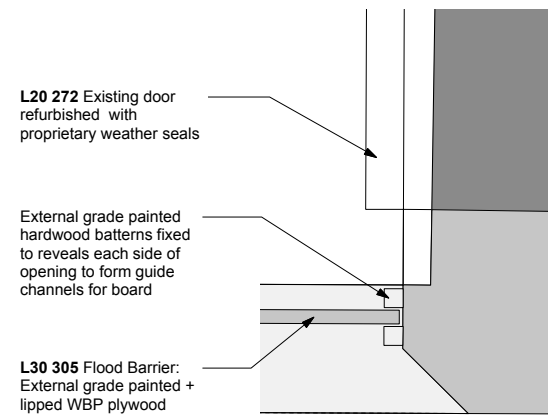 L20 272 Existing door
refurbished with
proprietary weather seals
External grade painted
hardwood batterns fixed
to reveals each side of
opening to form guide
channels for board
L30 305 Flood Barrier:
External grade painted +
lipped WBP plywood